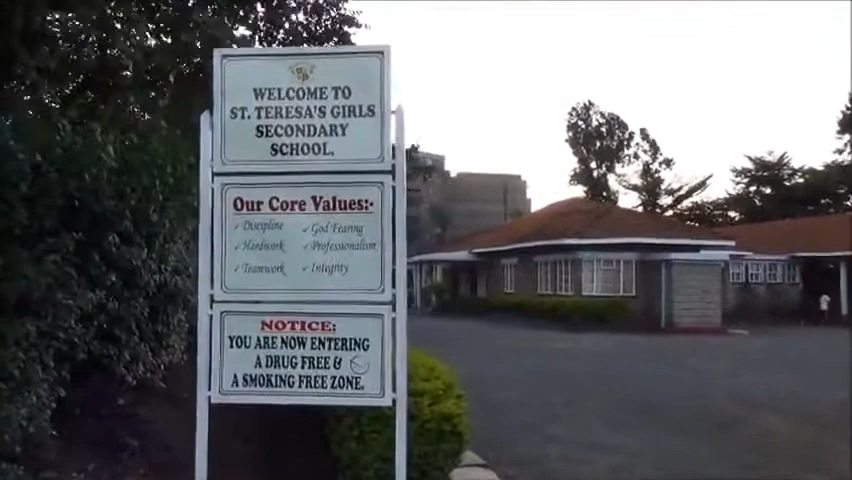 WELCOME TO
ST. TERESA'S GIRLS
SECONDARY
SCHOOL.
Our Core Values:-
✓ Discipline ✓ God Fearing
✓ Hardwork ✓ Professionalism
✓ Teamwork ✓ Integrity
NOTICE:
YOU ARE NOW ENTERING
A DRUG FREE &
A SMOKING FREE ZONE.